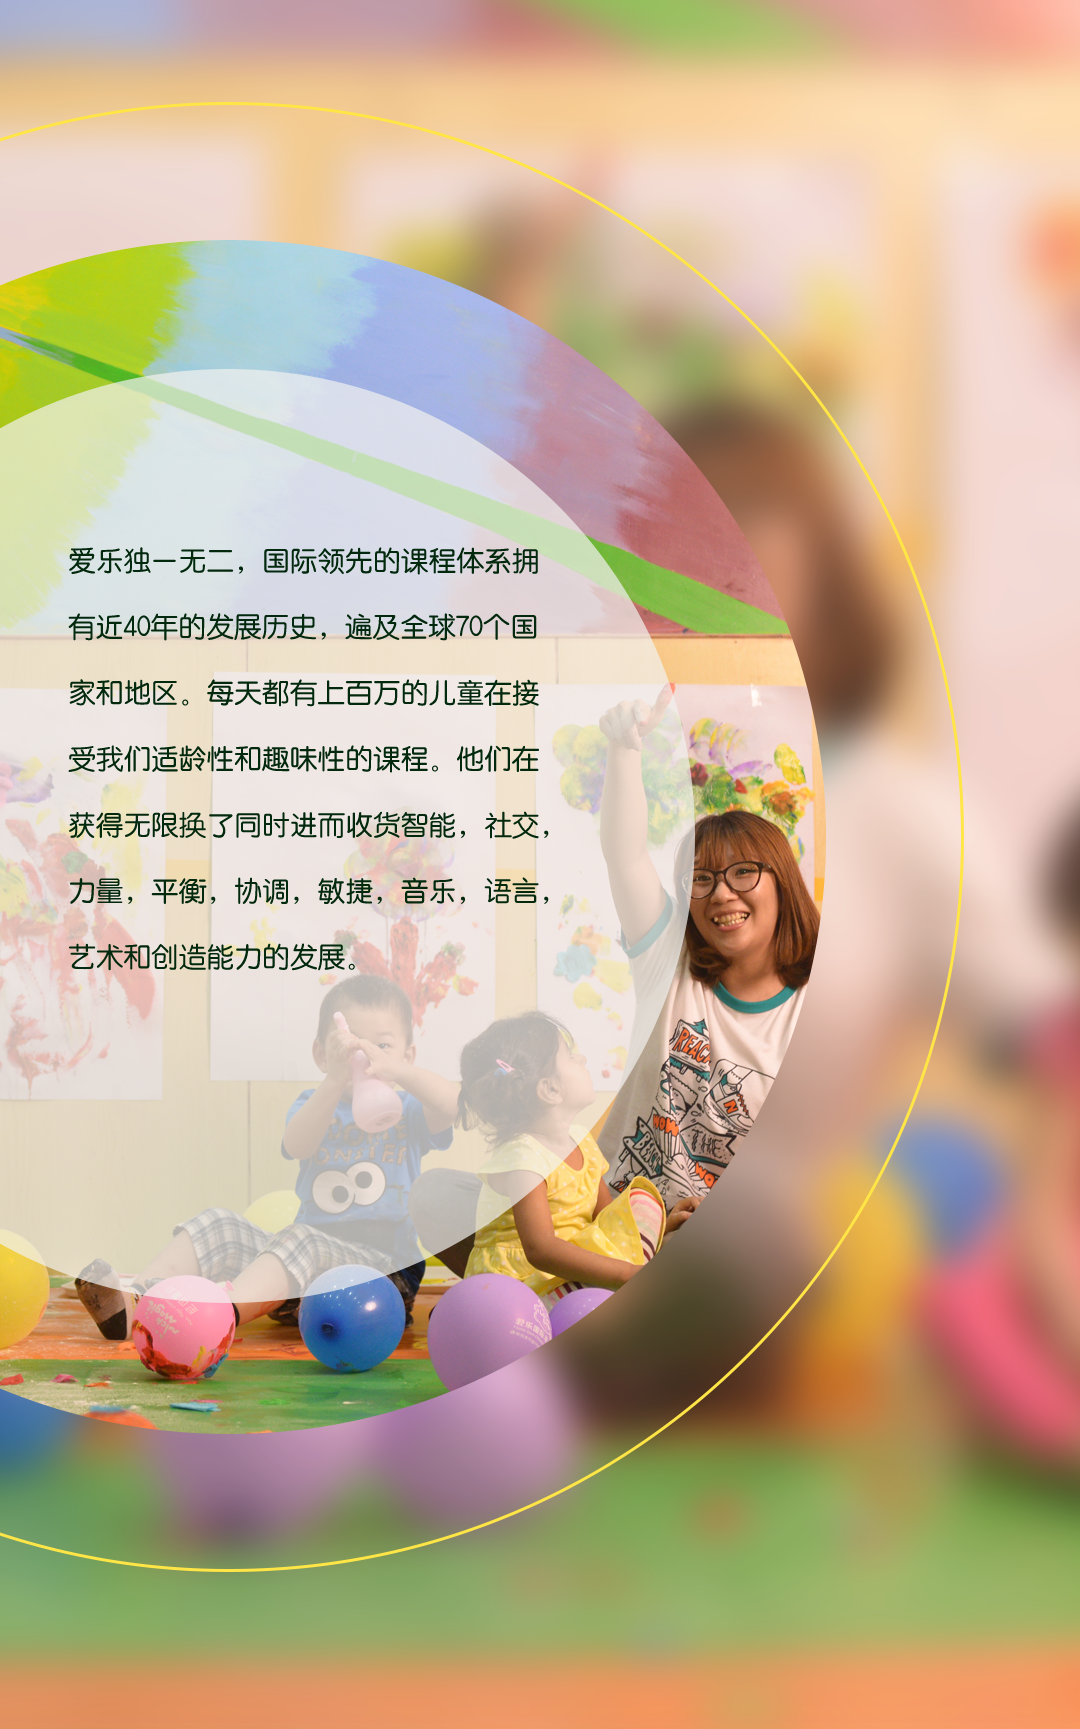 爱乐独一无二，国际领先的课程体系拥
有近40年的发展历史，遍及全球70个国
家和地区。每天都有上百万的儿童在接
受我们适龄性和趣味性的课程。他们在
获得无限换了同时进而收货智能，社交，
力量，平衡，协调，敏捷，音乐，语言，
艺术和创造能力的发展。
REACH
N
WOW
THE
WO